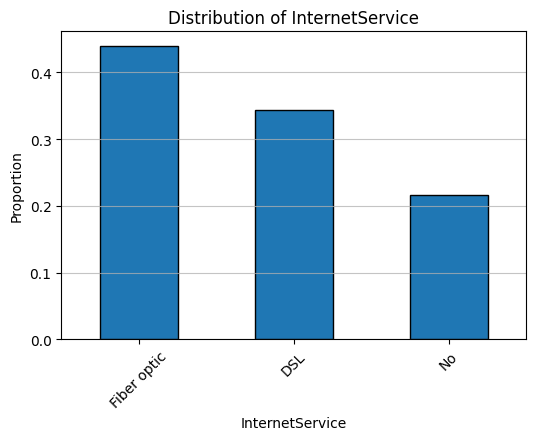 Distribution of InternetService
Proportion
0.4
0.3
0.2
0.1
0.0
Fiber optic
DSL
No
InternetService